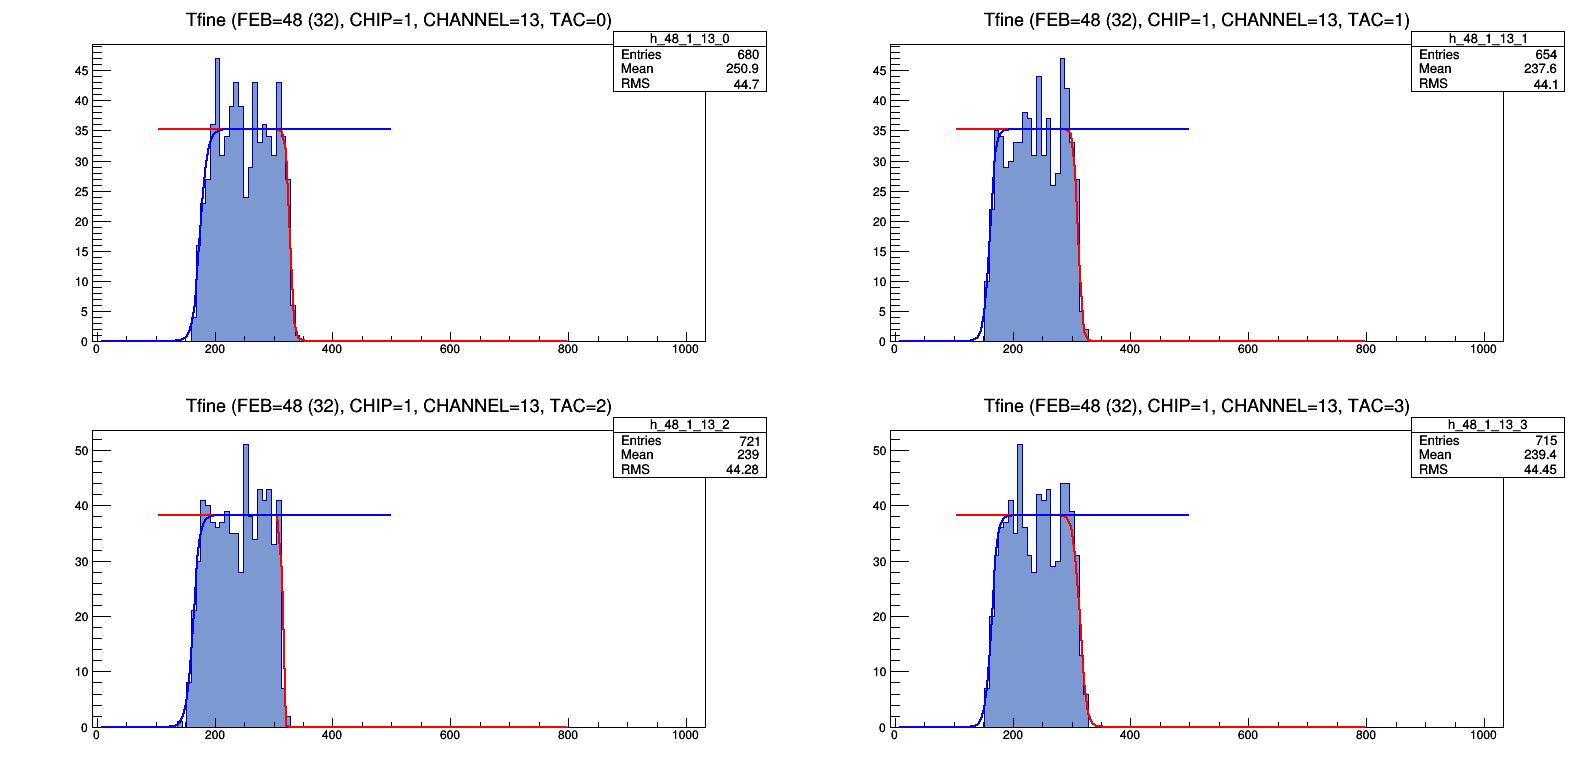 Tfine (FEB=48 (32), CHIP=1, CHANNEL=13, TAC=0)
h_48_1_13_0
Entries 680
Mean 250.9
RMS 44.7
45
40
35
30
25
20
15
10
5
0
0 200 400 600 800 1000
Tfine (FEB=48 (32), CHIP=1, CHANNEL=13, TAC=1)
h_48_1_13_1
Entries 654
Mean 237.6
RMS 44.1
45
40
35
30
25
20
15
10
5
0
0 200 400 600 800 1000
Tfine (FEB=48 (32), CHIP=1, CHANNEL=13, TAC=2)
h_48_1_13_2
Entries 721
Mean 239
RMS 44.28
50
40
30
20
10
0
0 200 400 600 800 1000
Tfine (FEB=48 (32), CHIP=1, CHANNEL=13, TAC=3)
h_48_1_13_3
Entries 715
Mean 239.4
RMS 44.45
50
40
30
20
10
0
0 200 400 600 800 1000